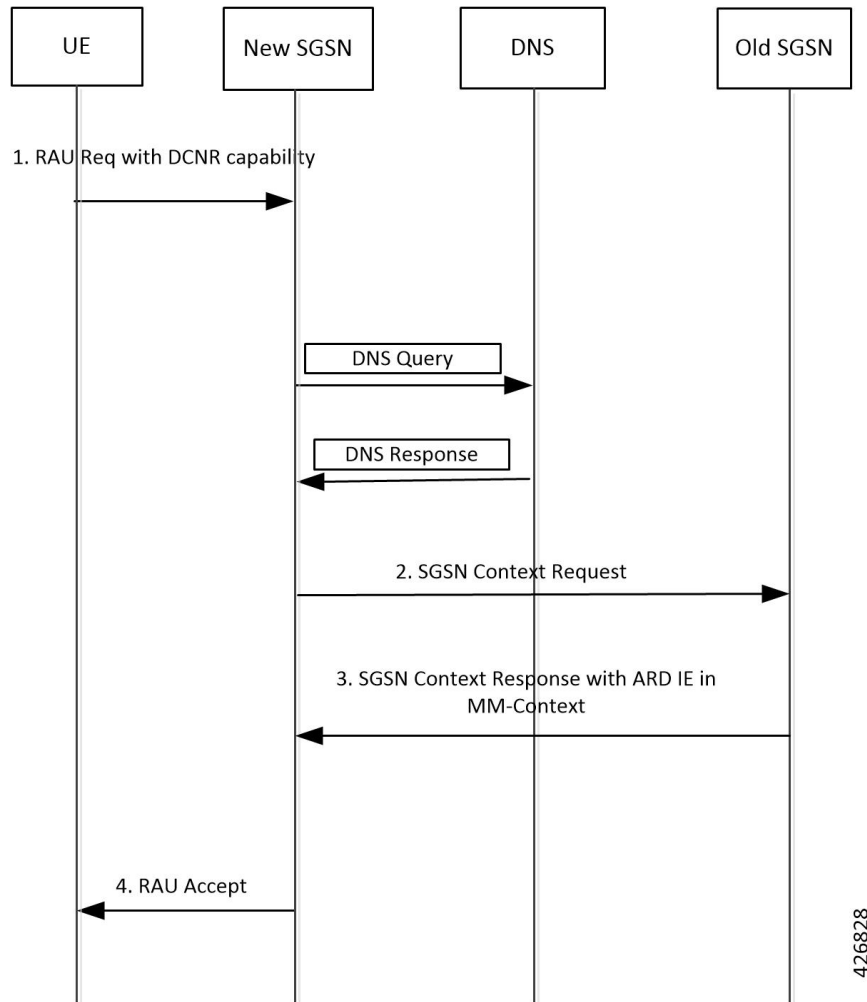 UE
New SGSN
DNS
Old SGSN
1. RAU Req with DCNR capability
DNS Query
DNS Response
2. SGSN Context Request
3. SGSN Context Response with ARD IE in
MM-Context
4. RAU Accept
426828